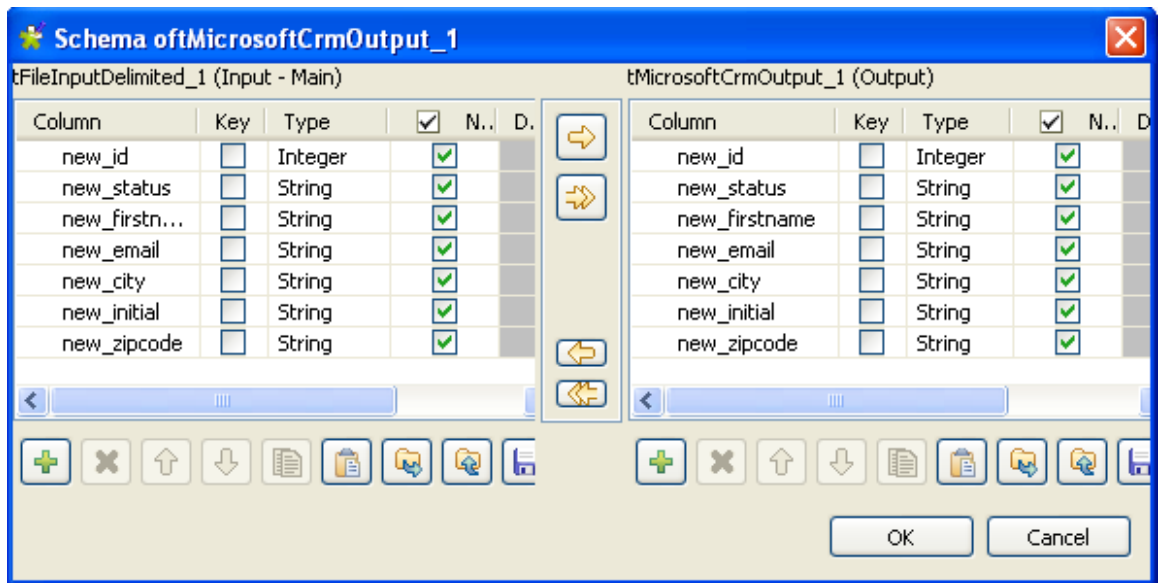 Schema oftMicrosoftCrmOutput_1
tFileInputDelimited_1 (Input - Main)
tMicrosoftCrmOutput_1 (Output)
Column Key Type N.. D.
new_id Integer
new_status String
new_firstn... String
new_email String
new_city String
new_initial String
new_zipcode String
Column Key Type N.. D
new_id Integer
new_status String
new_firstname String
new_email String
new_city String
new_initial String
new_zipcode String
OK Cancel